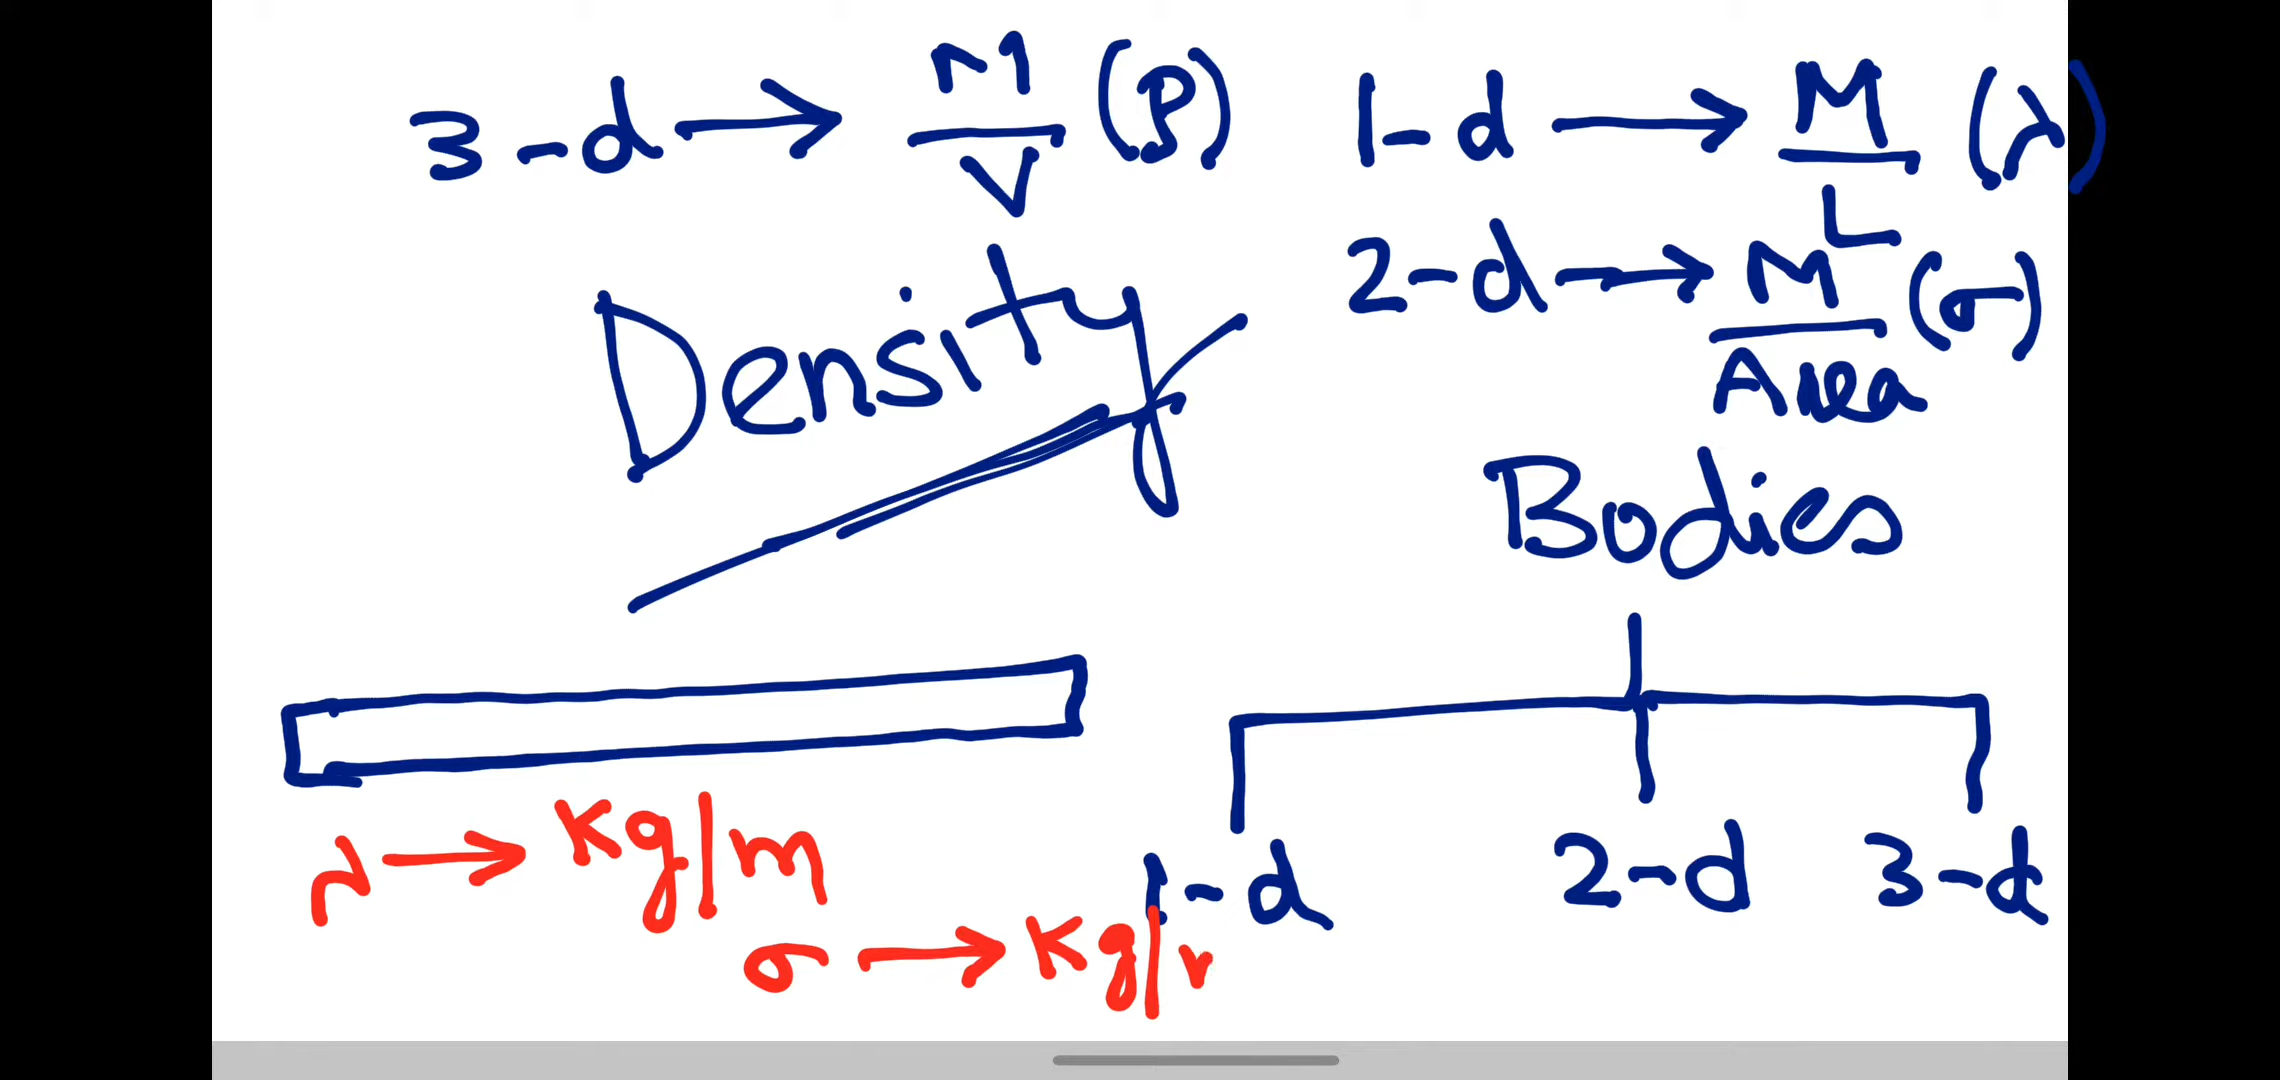 3-d → M/V (ρ)
1-d → M/L (λ)
2-d → M/Area (σ)
Density
Bodies
1-d 2-d 3-d
λ → kg/m
σ → kg/